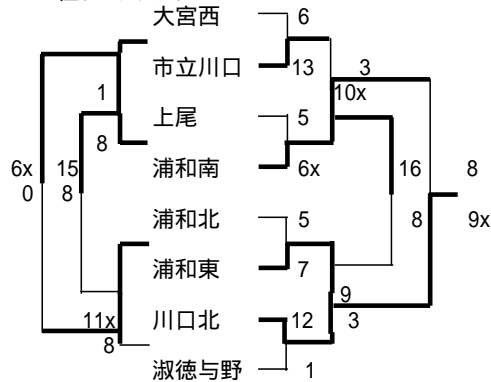 大宮西 6
市立川口 13 3
1 10x
上尾 5
8
浦和南 6x
6x 15 16 8
0 8
浦和北 5 8 9x
浦和東 7
9
川口北 12 3
11x
8
淑徳与野 1